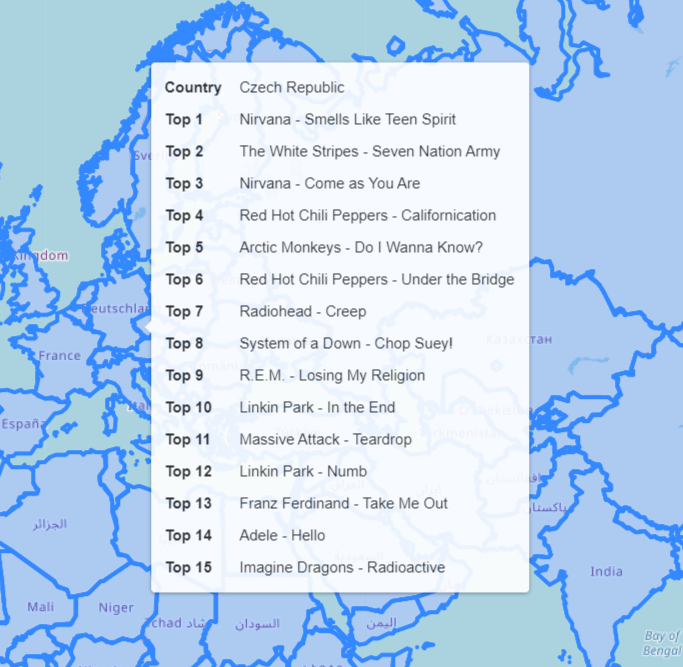 Country Czech Republic
Top 1 Nirvana - Smells Like Teen Spirit
Top 2 The White Stripes - Seven Nation Army
Top 3 Nirvana - Come as You Are
Top 4 Red Hot Chili Peppers - Californication
Top 5 Arctic Monkeys - Do I Wanna Know?
Top 6 Red Hot Chili Peppers - Under the Bridge
Top 7 Radiohead - Creep
Top 8 System of a Down - Chop Suey!
Top 9 R.E.M. - Losing My Religion
Top 10 Linkin Park - In the End
Top 11 Massive Attack - Teardrop
Top 12 Linkin Park - Numb
Top 13 Franz Ferdinand - Take Me Out
Top 14 Adele - Hello
Top 15 Imagine Dragons - Radioactive
France
España
Казахстан
الجزائر
Mali
Niger
Tchad تشاد
السودان
اليمن
India
Bay of
Bengal